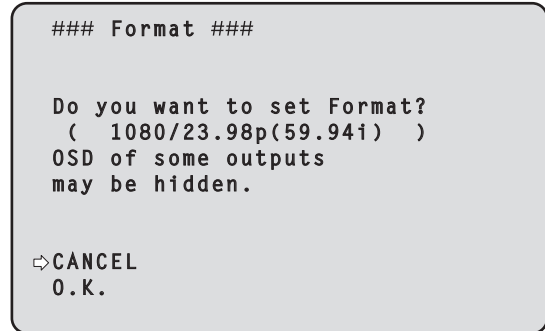 ### Format ###
Do you want to set Format?
( 1080/23.98p(59.94i) )
OSD of some outputs
may be hidden.
⇨CANCEL
O.K.